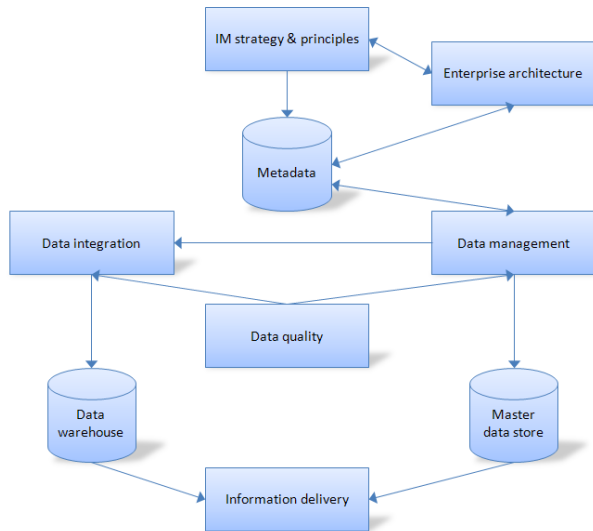 IM strategy & principles
Enterprise architecture
Metadata
Data integration
Data management
Data quality
Data
warehouse
Master
data store
Information delivery